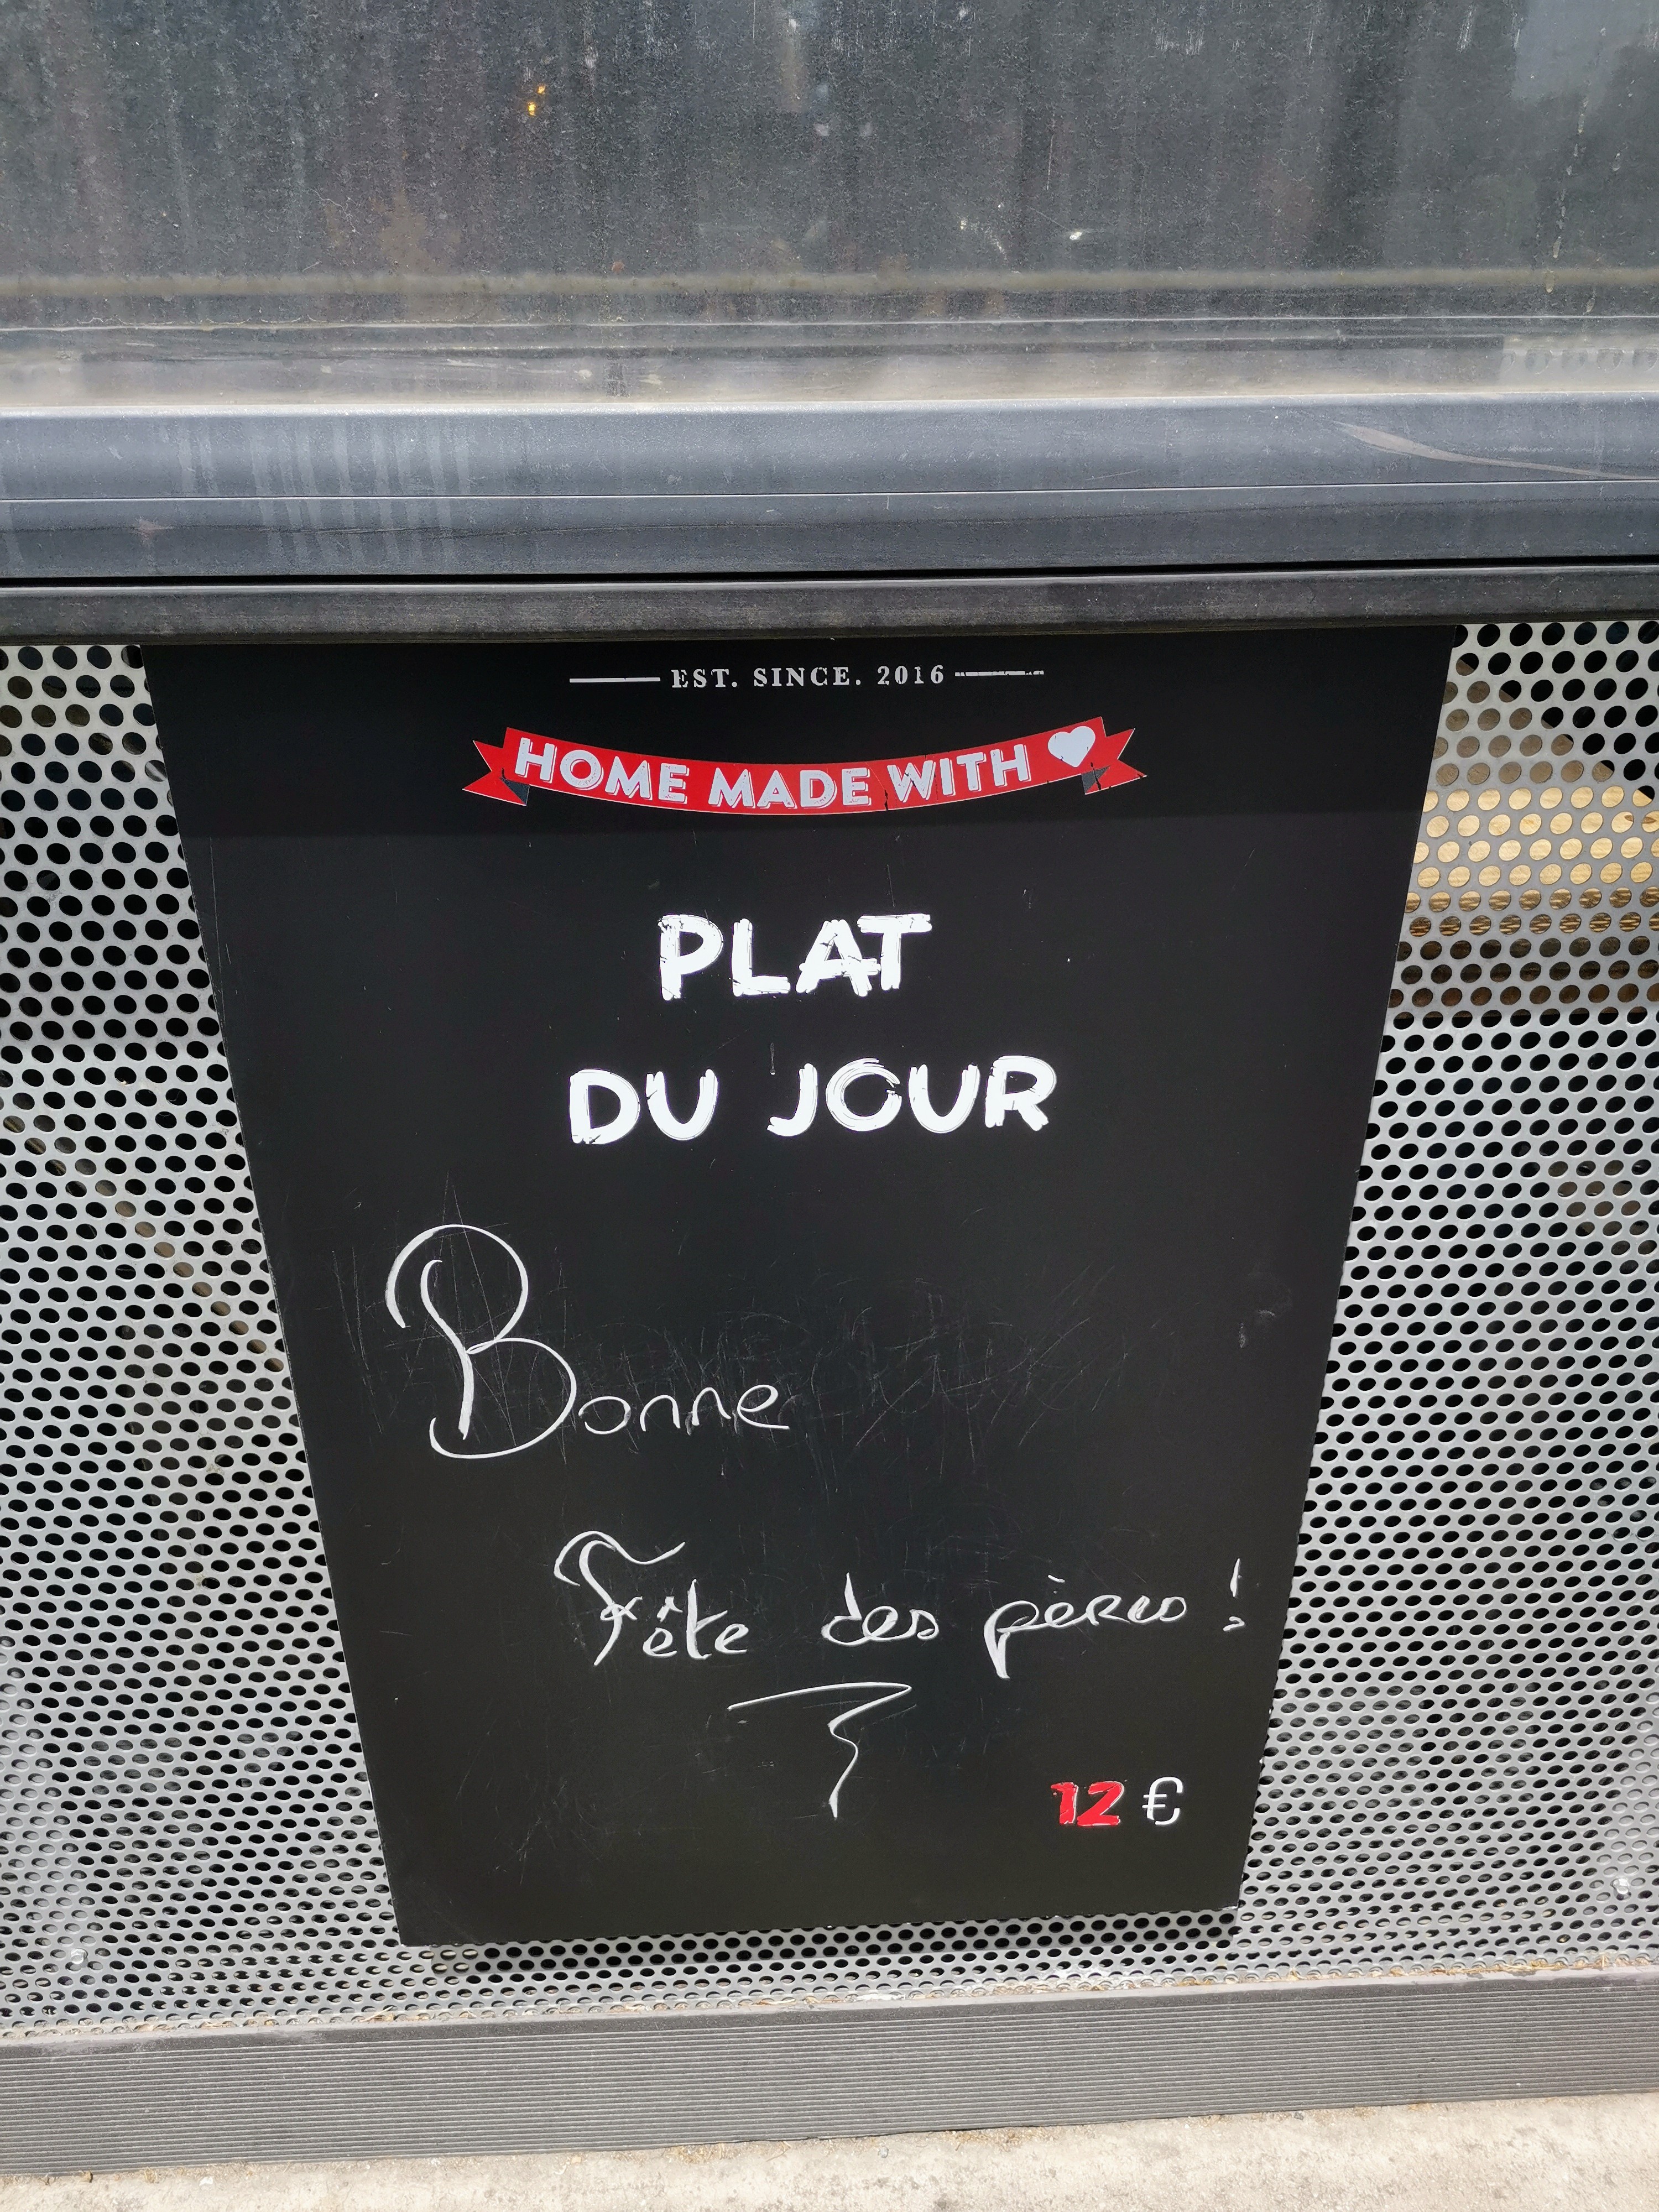 EST. SINCE. 2016
HOME MADE WITH
PLAT
DU JOUR
Bonne
Fête des pères !
12 €